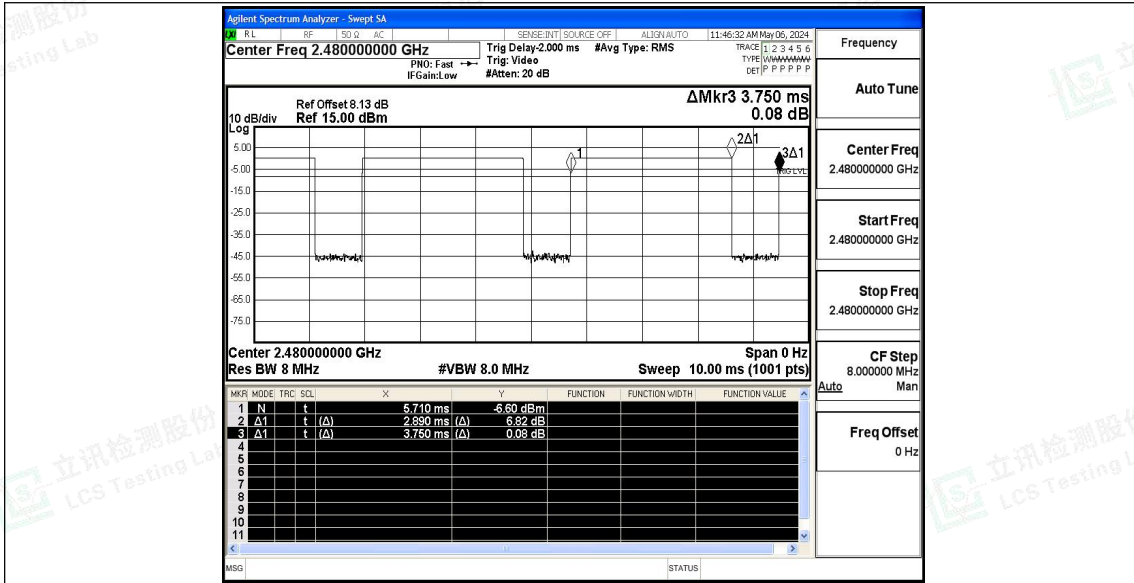 Agilent Spectrum Analyzer - Swept SA
LXI RL RF 50 Ω AC SENSE:INT SOURCE OFF ALIGN AUTO 11:46:32 AM May 06, 2024
Center Freq 2.480000000 GHz
Trig Delay-2.000 ms #Avg Type: RMS
TRACE 1 2 3 4 5 6
PNO: Fast Trig: Video
TYPE
IFGain:Low #Atten: 20 dB
DET P P P P P P
Frequency
Auto Tune
Center Freq
2.480000000 GHz
Start Freq
2.480000000 GHz
Stop Freq
2.480000000 GHz
CF Step
8.000000 MHz
Auto Man
Freq Offset
0 Hz
Ref Offset 8.13 dB
ΔMkr3 3.750 ms
10 dB/div Ref 15.00 dBm
0.08 dB
Log
5.00
-5.00
-15.0
-25.0
-35.0
-45.0
-55.0
-65.0
-75.0
1
2Δ1
3Δ1
TRIG LVL
Center 2.480000000 GHz Span 0 Hz
Res BW 8 MHz #VBW 8.0 MHz Sweep 10.00 ms (1001 pts)
MKR MODE TRC SCL X Y FUNCTION FUNCTION WIDTH FUNCTION VALUE
1 N t 5.710 ms -6.60 dBm
2 Δ1 t (Δ) 2.890 ms (Δ) 6.82 dB
3 Δ1 t (Δ) 3.750 ms (Δ) 0.08 dB
4
5
6
7
8
9
10
11
MSG STATUS
立讯检测股份
LCS Testing Lab